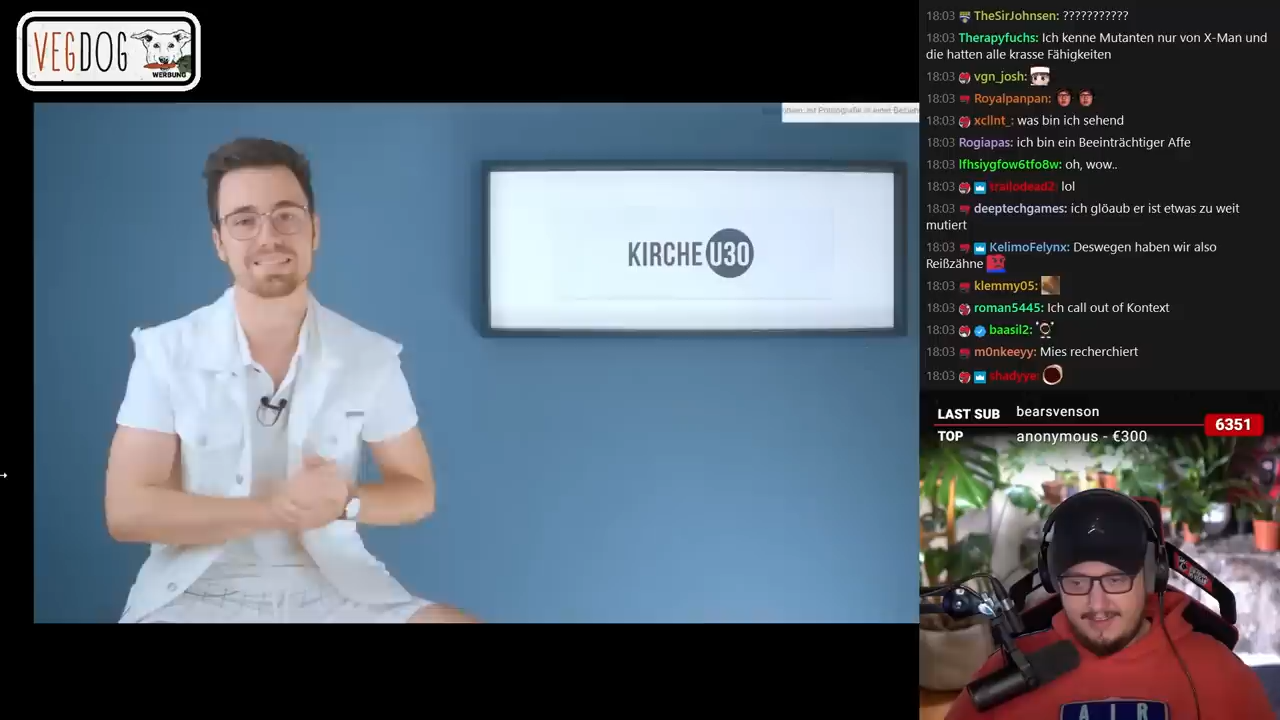 VEGDOG
WERBUNG
KIRCHE U30
18:03 TheSirJohnsen: ???????????
18:03 Therapyfuchs: Ich kenne Mutanten nur von X-Man und
die hatten alle krasse Fähigkeiten
18:03 vgn_josh:
18:03 Royalpanpan:
18:03 xcllnt_: was bin ich sehend
18:03 Rogiapas: ich bin ein Beeinträchtiger Affe
18:03 lfhsiygfow6tfo8w: oh, wow..
18:03 srailodead2: lol
18:03 deeptechgames: ich glöaub er ist etwas zu weit
mutiert
18:03 KelimoFelynx: Deswegen haben wir also
Reißzähne
18:03 klemmy05:
18:03 roman5445: Ich call out of Kontext
18:03 baasil2:
18:03 m0nkeeyy: Mies recherchiert
18:03 shadyye:
LAST SUB bearsvenson
6351
TOP anonymous - €300
AIR